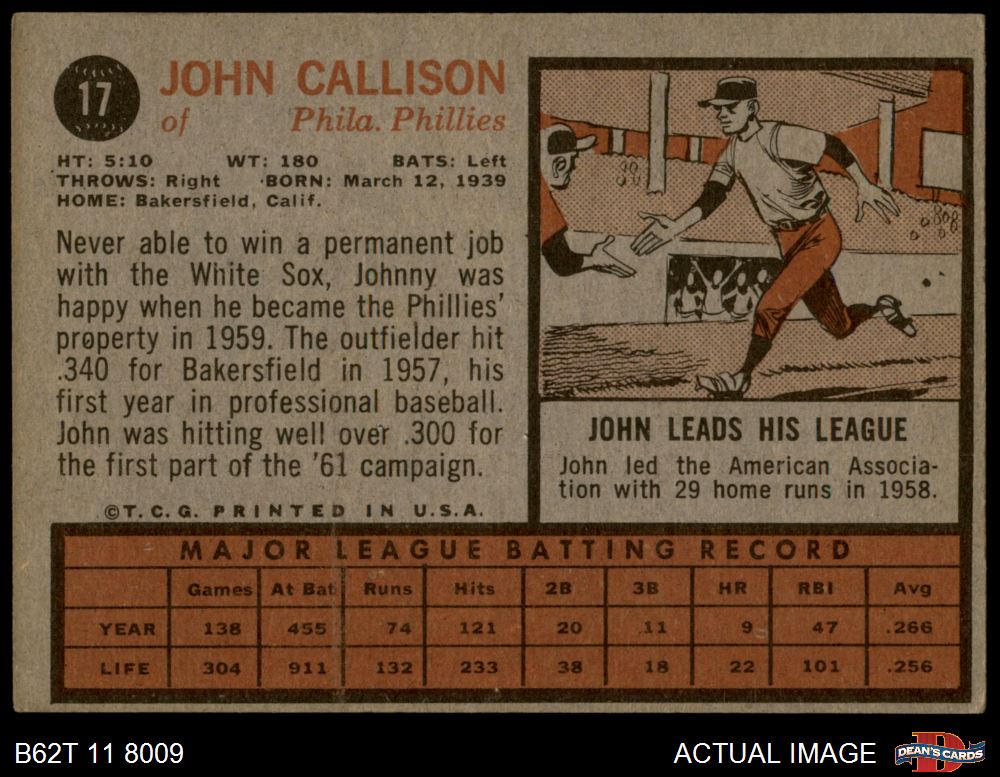 17
JOHN CALLISON
of Phila. Phillies
HT: 5:10 WT: 180 BATS: Left
THROWS: Right BORN: March 12, 1939
HOME: Bakersfield, Calif.
Never able to win a permanent job
with the White Sox, Johnny was
happy when he became the Phillies'
property in 1959. The outfielder hit
.340 for Bakersfield in 1957, his
first year in professional baseball.
John was hitting well over .300 for
the first part of the '61 campaign.
©T.C.G. PRINTED IN U.S.A.
JOHN LEADS HIS LEAGUE
John led the American Associa-
tion with 29 home runs in 1958.
MAJOR LEAGUE BATTING RECORD
Games At Bat Runs Hits 2B 3B HR RBI Avg
YEAR 138 455 74 121 20 11 9 47 .266
LIFE 304 911 132 233 38 18 22 101 .256
B62T 11 8009
ACTUAL IMAGE
D
DEAN'S CARDS